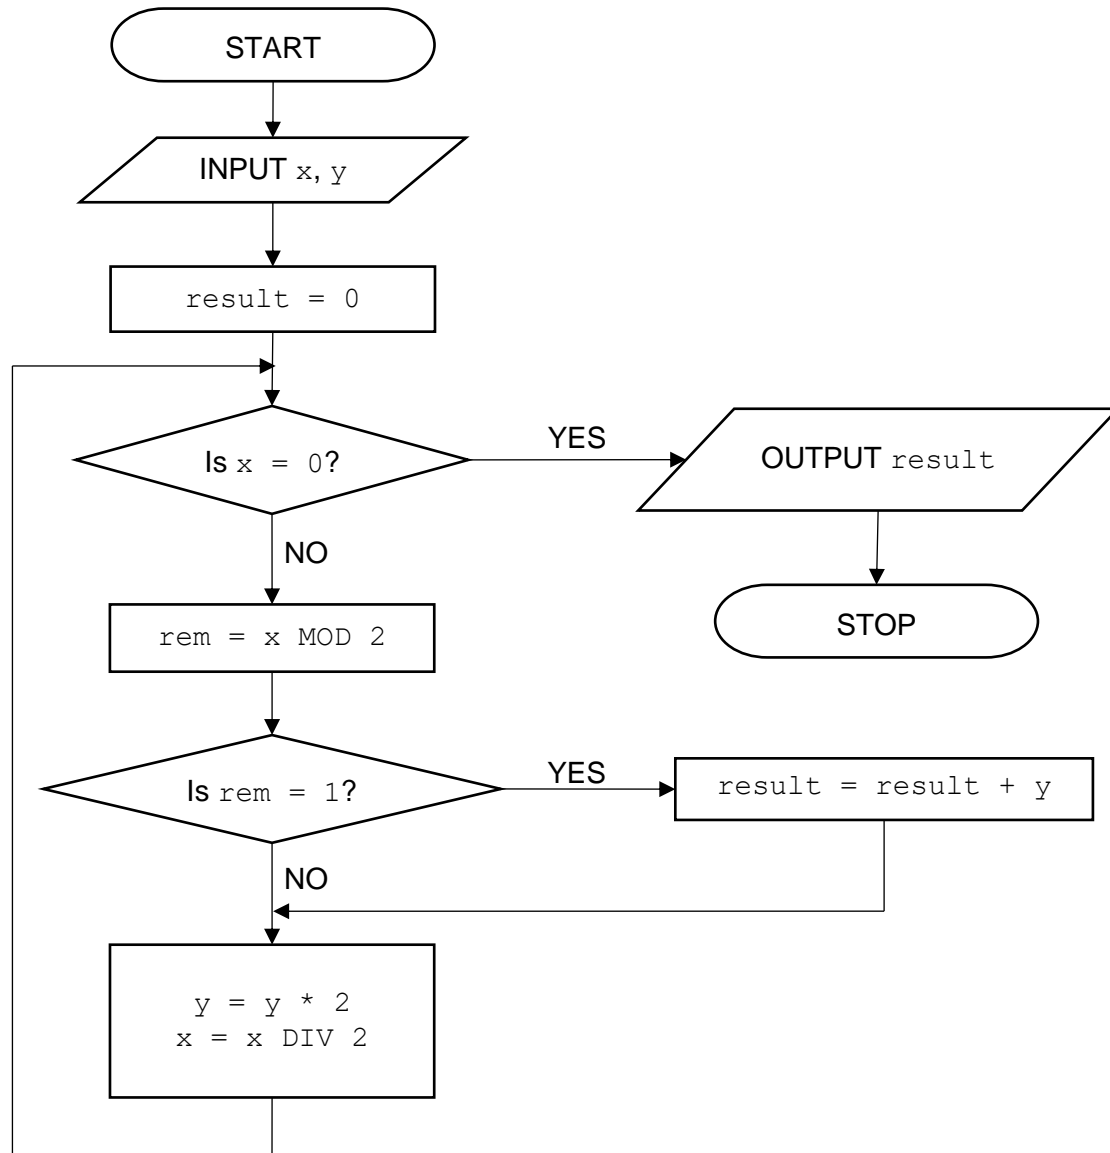 START
INPUT x, y
result = 0
Is x = 0?
YES
OUTPUT result
NO
STOP
rem = x MOD 2
Is rem = 1?
YES
result = result + y
NO
y = y * 2
x = x DIV 2